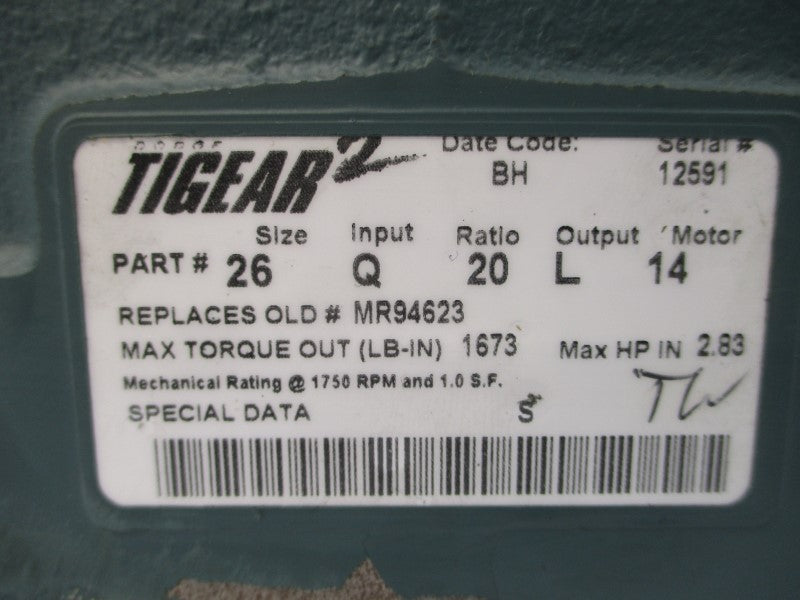 DODGE
TIGEAR 2 Date Code: Serial #
BH 12591
Size Input Ratio Output Motor
PART # 26 Q 20 L 14
REPLACES OLD # MR94623
MAX TORQUE OUT (LB-IN) 1673 Max HP IN 2.83
Mechanical Rating @ 1750 RPM and 1.0 S.F.
SPECIAL DATA S